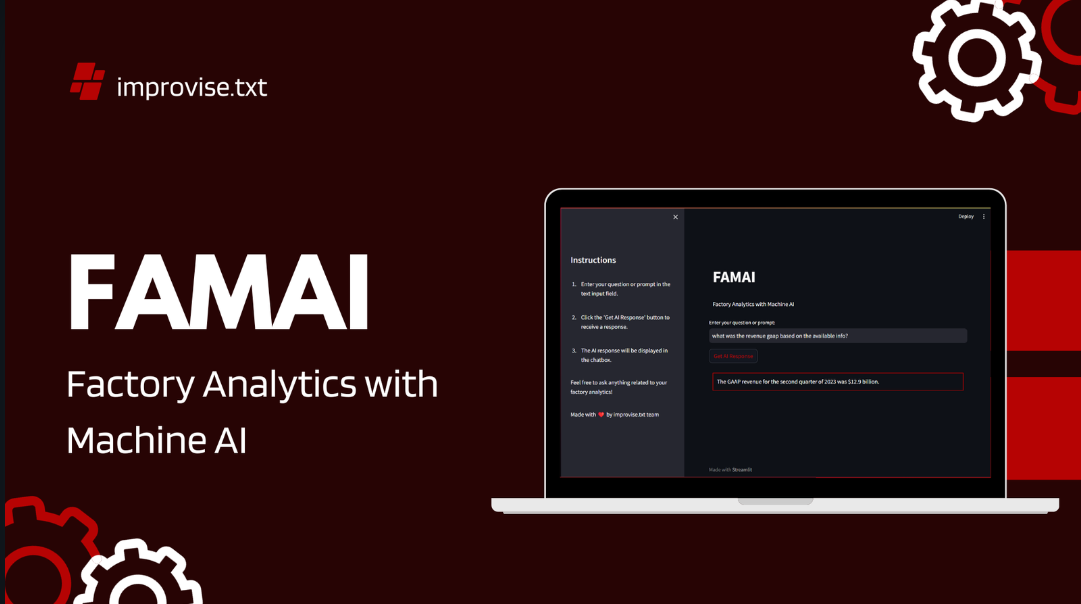 improvise.txt
FAMAI
Factory Analytics with
Machine AI
Deploy
Instructions
1. Enter your question or prompt in the
text input field.
2. Click the 'Get AI Response' button to
receive a response.
3. The AI response will be displayed in
the chatbox.
Feel free to ask anything related to your
factory analytics!
Made with ❤️ by improvise.txt team
FAMAI
Factory Analytics with Machine AI
Enter your question or prompt:
what was the revenue gaap based on the available info?
Get AI Response
The GAAP revenue for the second quarter of 2023 was $12.9 billion.
Made with Streamlit